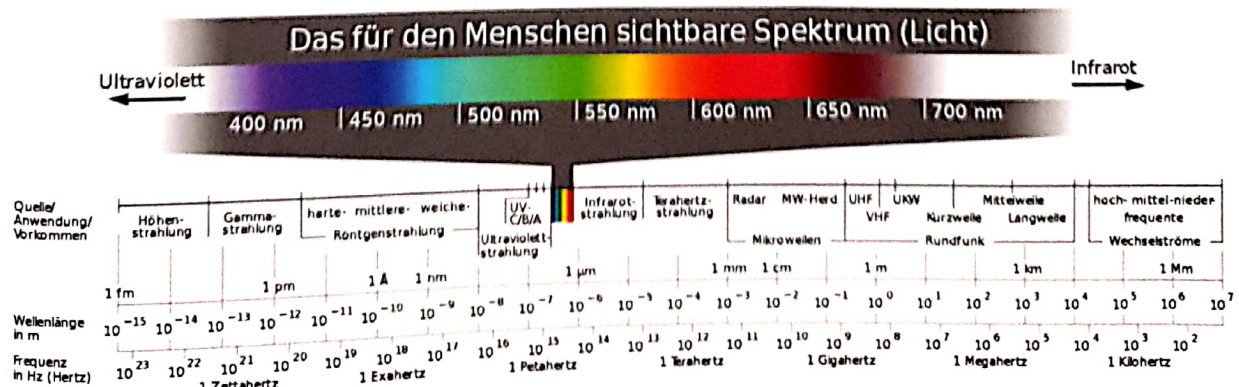 Das für den Menschen sichtbare Spektrum (Licht)
Ultraviolett
Infrarot
400 nm 450 nm 500 nm 550 nm 600 nm 650 nm 700 nm
Quelle/
Anwendung/
Vorkommen
Höhen-
strahlung
Gamma-
strahlung
harte- mittlere- weiche-
Röntgenstrahlung
UV-
C/B/A
Ultraviolett-
strahlung
Infrarot-
strahlung
Terahertz-
strahlung
Radar MW-Herd
Mikrowellen
UHF UKW Mittelwelle
VHF Kurzwelle Langwelle
Rundfunk
hoch- mittel-nieder-
frequente
Wechselströme
1 fm 1 pm 1 Å 1 nm 1 µm 1 mm 1 cm 1 m 1 km 1 Mm
Wellenlänge
in m
10⁻¹⁵ 10⁻¹⁴ 10⁻¹³ 10⁻¹² 10⁻¹¹ 10⁻¹⁰ 10⁻⁹ 10⁻⁸ 10⁻⁷ 10⁻⁶ 10⁻⁵ 10⁻⁴ 10⁻³ 10⁻² 10⁻¹ 10⁰ 10¹ 10² 10³ 10⁴ 10⁵ 10⁶ 10⁷
Frequenz
in Hz (Hertz)
10²³ 10²² 10²¹ 10²⁰ 10¹⁹ 10¹⁸ 10¹⁷ 10¹⁶ 10¹⁵ 10¹⁴ 10¹³ 10¹² 10¹¹ 10¹⁰ 10⁹ 10⁸ 10⁷ 10⁶ 10⁵ 10⁴ 10³ 10²
1 Zettahertz 1 Exahertz 1 Petahertz 1 Terahertz 1 Gigahertz 1 Megahertz 1 Kilohertz